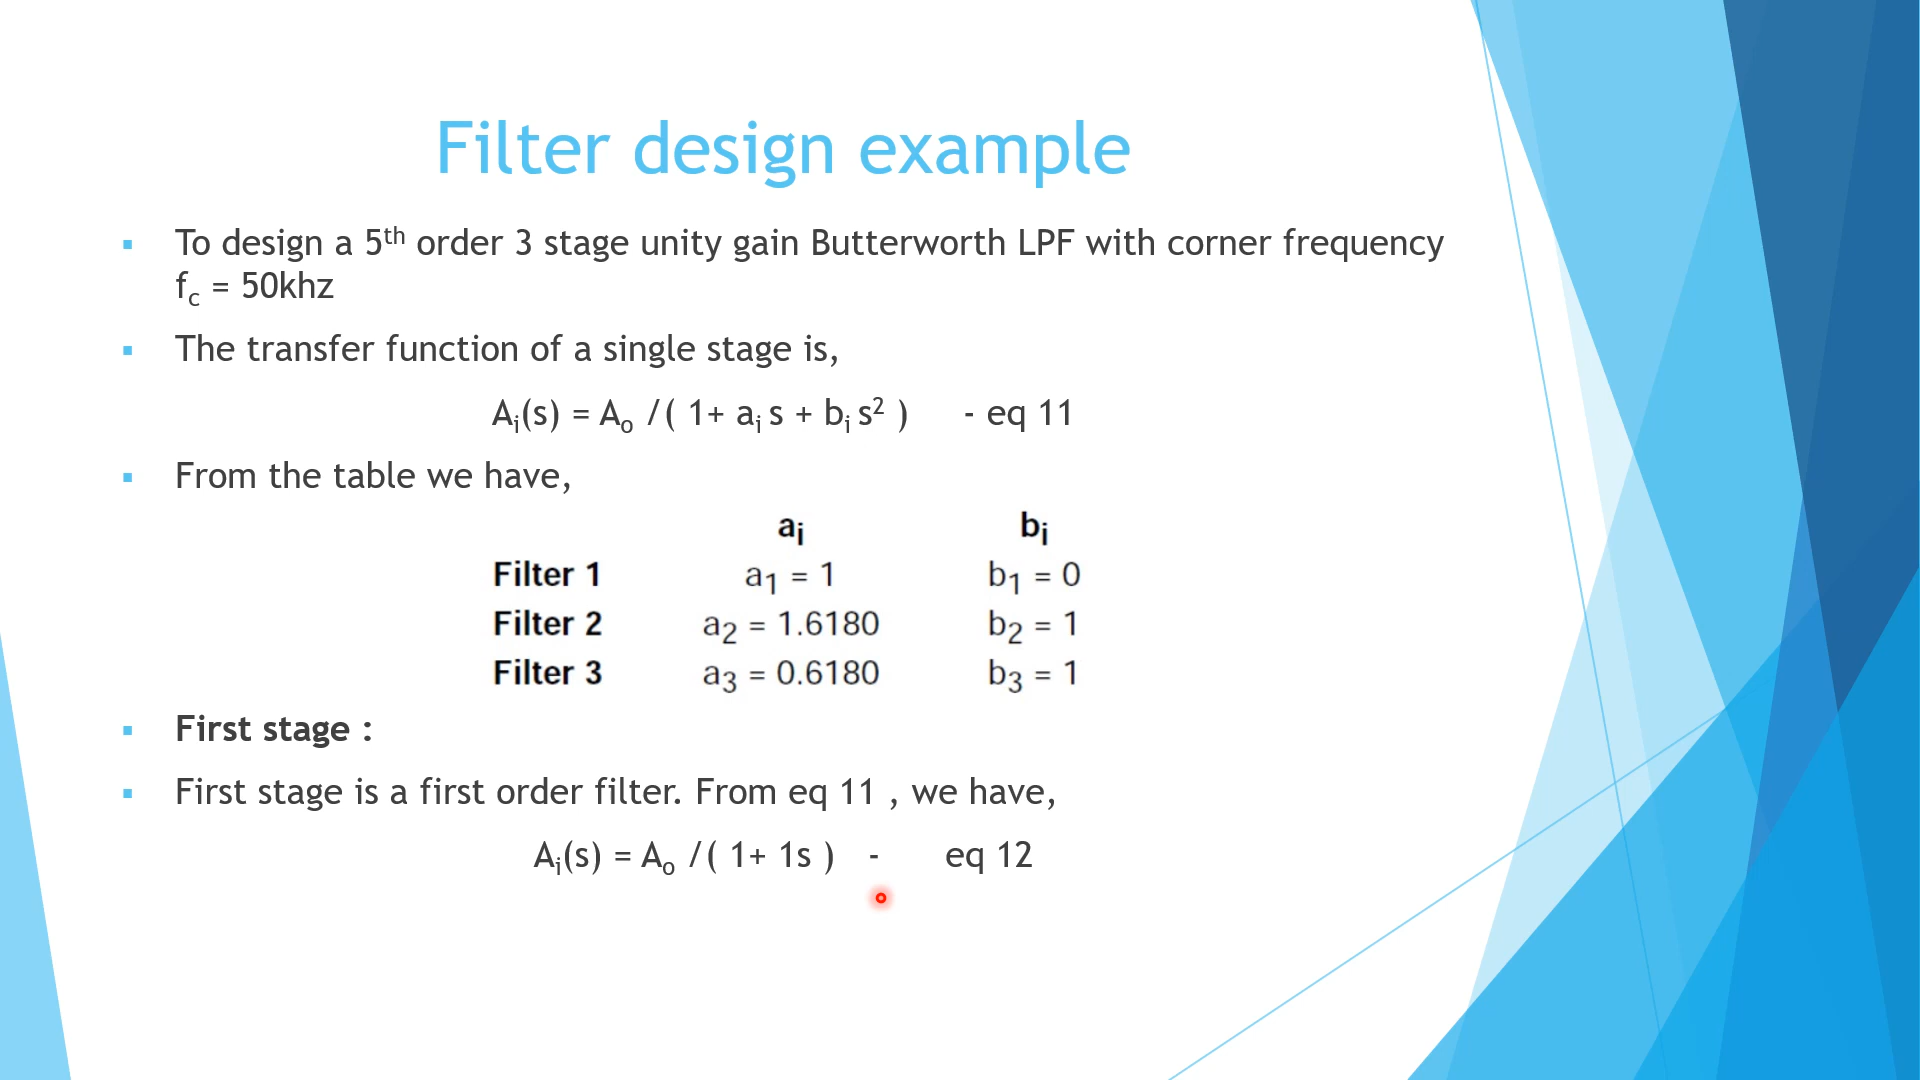 Filter design example
▪ To design a 5th order 3 stage unity gain Butterworth LPF with corner frequency
fc = 50khz
▪ The transfer function of a single stage is,
Ai(s) = Ao /( 1+ ai s + bi s² ) - eq 11
▪ From the table we have,
ai bi
Filter 1 a1 = 1 b1 = 0
Filter 2 a2 = 1.6180 b2 = 1
Filter 3 a3 = 0.6180 b3 = 1
▪ First stage :
▪ First stage is a first order filter. From eq 11 , we have,
Ai(s) = Ao /( 1+ 1s ) - eq 12